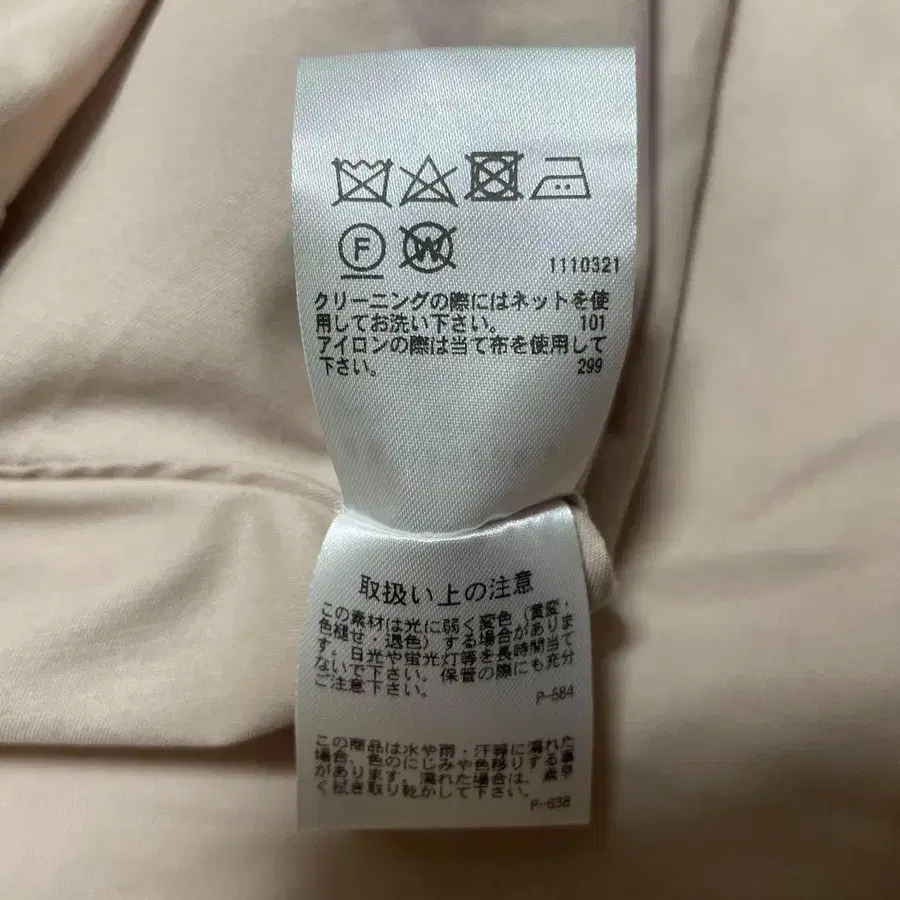 F W
1110321
クリーニングの際にはネットを使
用してお洗い下さい。 101
アイロンの際は当て布を使用して
下さい。 299
取扱い上の注意
この素材は光に弱く変色(黄変・
色褪せ・退色)する場合がありま
す。日光や蛍光灯等を長時間当て
ないで下さい。保管の際にも充分
ご注意下さい。
P-584
この商品は水や雨・汗等に濡れた
場合、色のにじみや色移りする事
があります。濡れた場合は、素早
く拭き取り乾かして下さい。
P-638